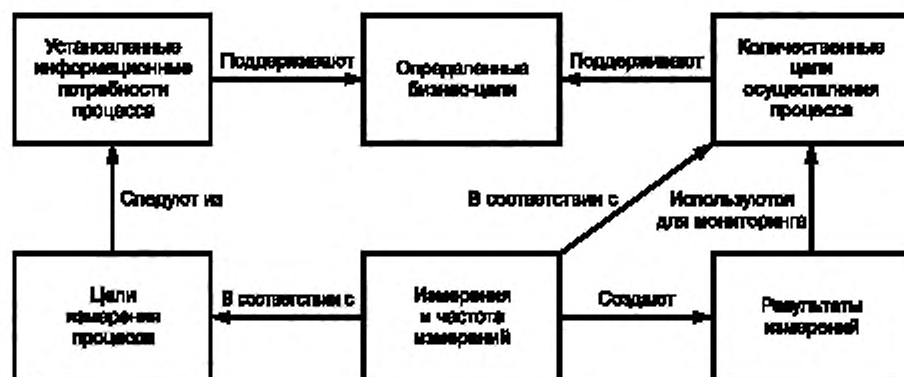 Установленные
информационные
потребности
процесса
Поддерживают
Определенные
бизнес-цели
Поддерживают
Количественные
цели
осуществления
процесса
Следуют из
В соответствии с
Используются
для мониторинга
Цели
измерения
процесса
В соответствии с
Измерения
и частота
измерений
Создают
Результаты
измерений